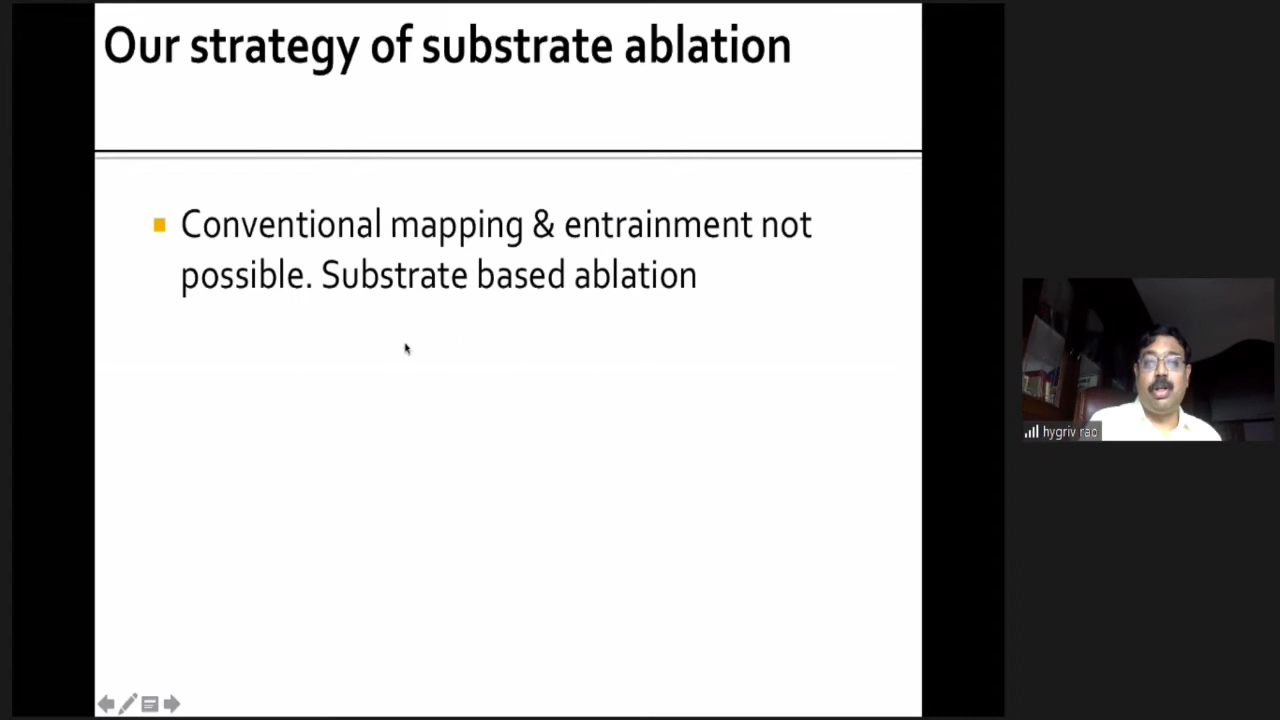 Our strategy of substrate ablation
Conventional mapping & entrainment not
possible. Substrate based ablation
hygriv rao